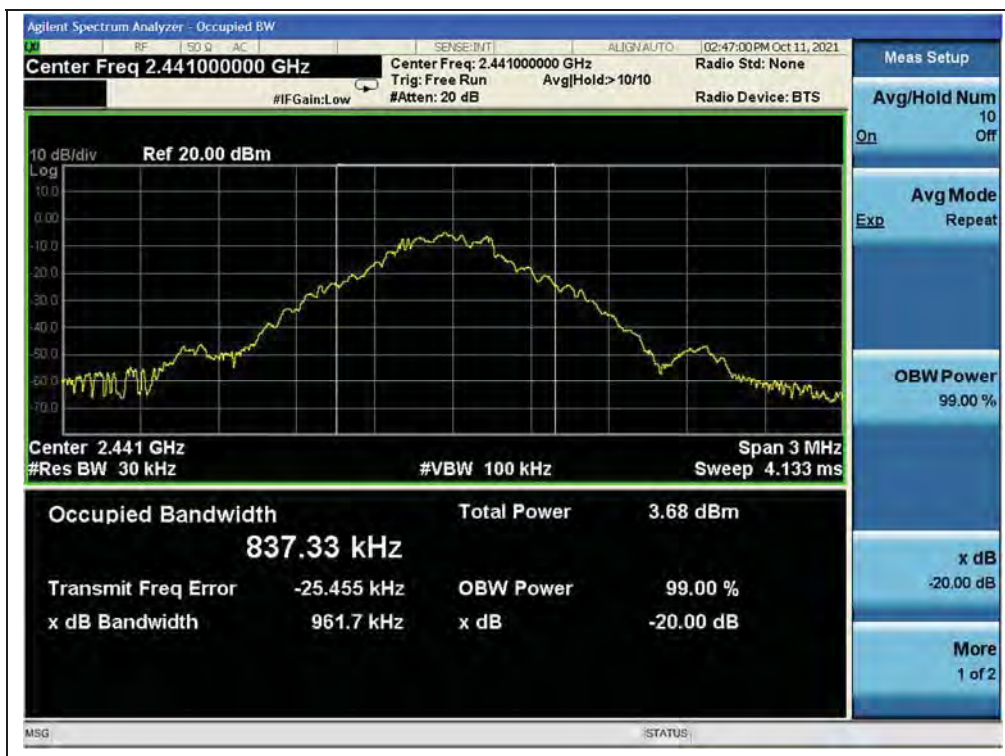 Agilent Spectrum Analyzer - Occupied BW
RF 50 Ω AC SENSE:INT ALIGN AUTO 02:47:00 PM Oct 11, 2021
Center Freq 2.441000000 GHz
Center Freq: 2.441000000 GHz
Radio Std: None
Trig: Free Run Avg|Hold:> 10/10
#IFGain:Low
#Atten: 20 dB
Radio Device: BTS
10 dB/div Ref 20.00 dBm
Log
10.0
0.00
-10.0
-20.0
-30.0
-40.0
-50.0
-60.0
-70.0
Center 2.441 GHz
Span 3 MHz
#Res BW 30 kHz
#VBW 100 kHz
Sweep 4.133 ms
Occupied Bandwidth
Total Power 3.68 dBm
837.33 kHz
Transmit Freq Error -25.455 kHz
OBW Power 99.00 %
x dB Bandwidth 961.7 kHz
x dB -20.00 dB
Meas Setup
Avg/Hold Num
10
On Off
Avg Mode
Exp Repeat
OBW Power
99.00 %
x dB
-20.00 dB
More
1 of 2
MSG
STATUS